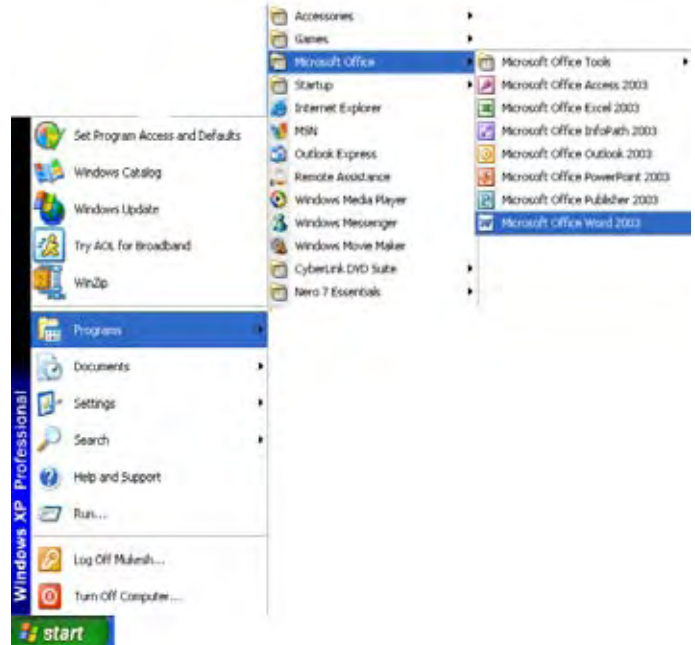 Accessories
Games
Microsoft Office
Startup
Internet Explorer
MSN
Outlook Express
Remote Assistance
Windows Media Player
Windows Messenger
Windows Movie Maker
CyberLink DVD Suite
Nero 7 Essentials
Microsoft Office Tools
Microsoft Office Access 2003
Microsoft Office Excel 2003
Microsoft Office InfoPath 2003
Microsoft Office Outlook 2003
Microsoft Office PowerPoint 2003
Microsoft Office Publisher 2003
Microsoft Office Word 2003
Set Program Access and Defaults
Windows Catalog
Windows Update
Try AOL for Broadband
WinZip
Programs
Documents
Settings
Search
Help and Support
Run...
Log Off Mukesh...
Turn Off Computer...
Windows XP Professional
start